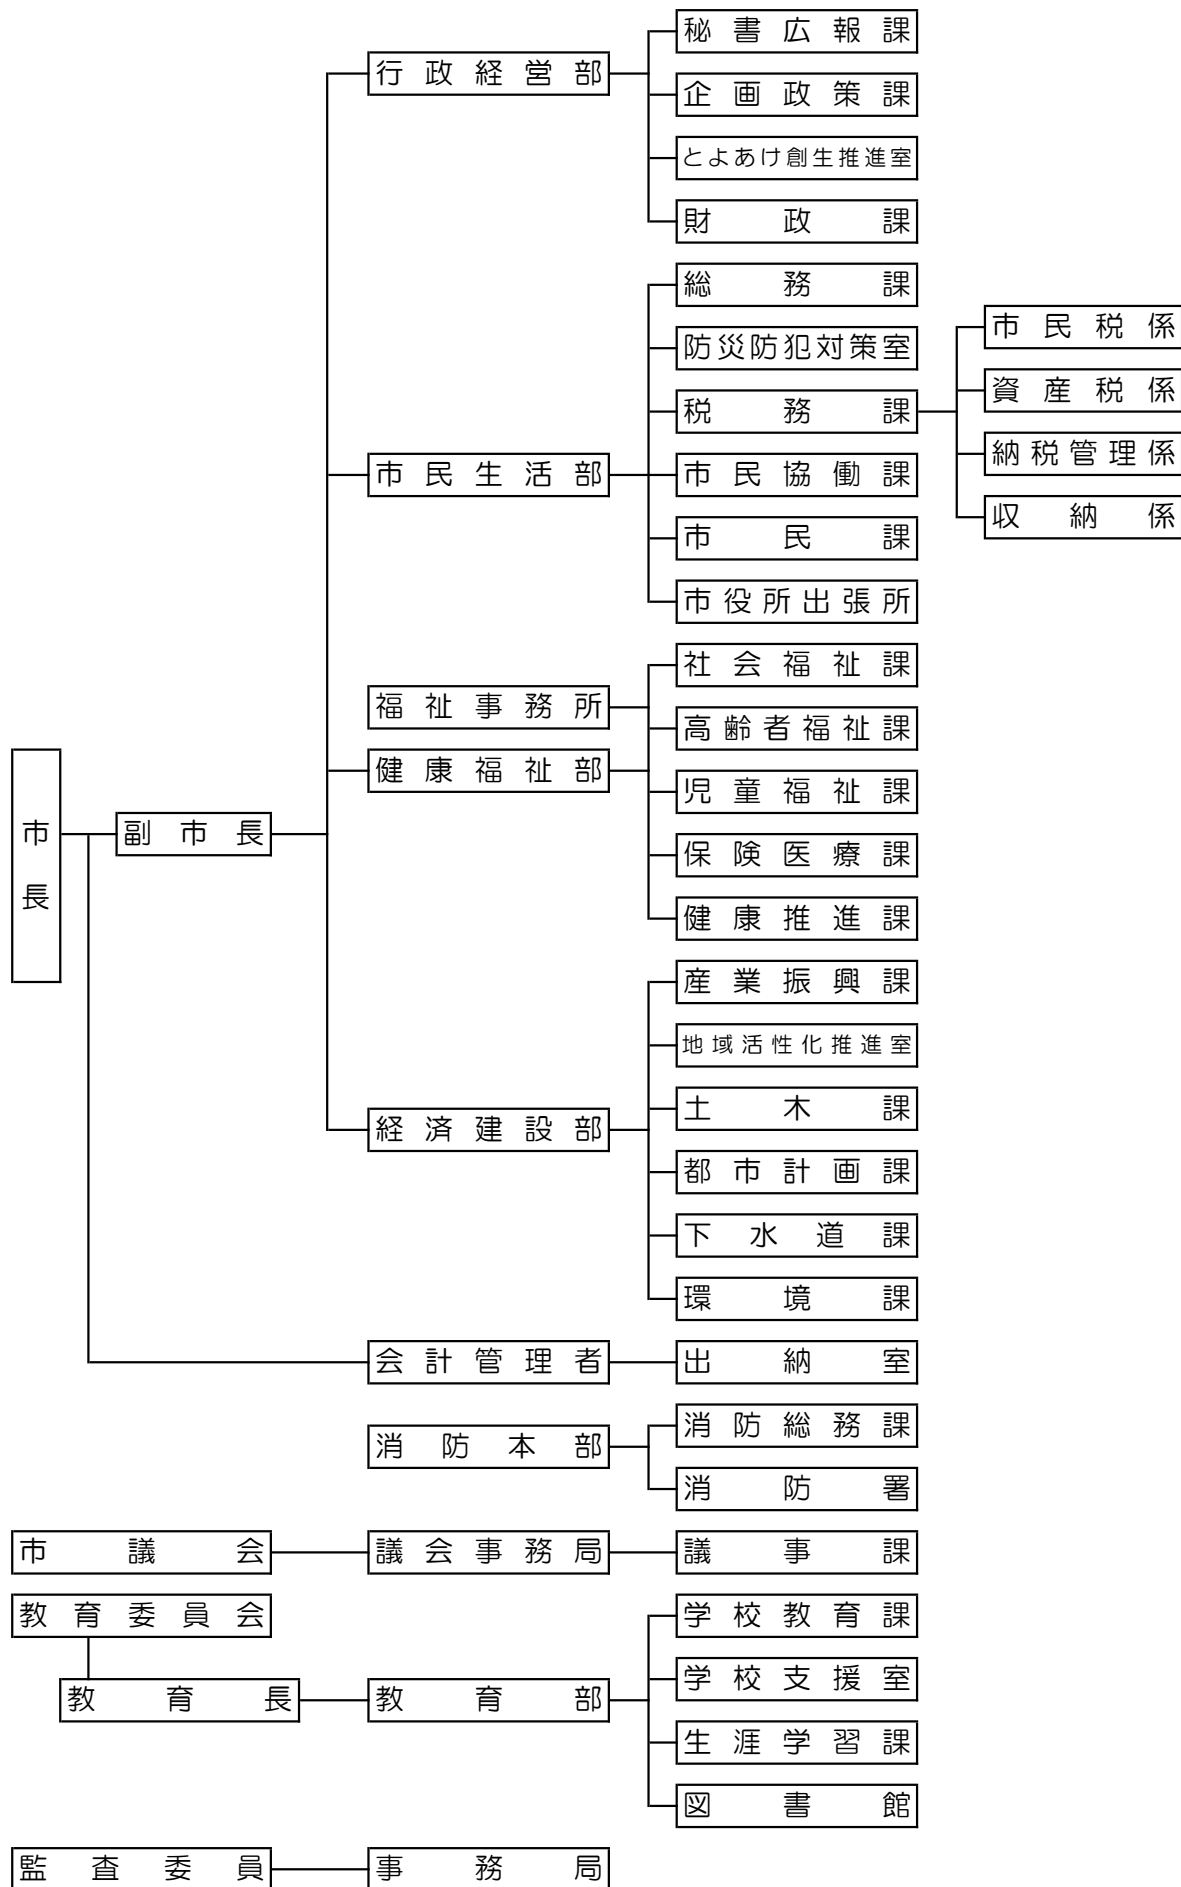 秘書広報課
行政経営部
企画政策課
とよあけ創生推進室
財政課
総務課
市民税係
防災防犯対策室
資産税係
税務課
納税管理係
市民生活部
市民協働課
収納係
市民課
市役所出張所
社会福祉課
福祉事務所
高齢者福祉課
健康福祉部
児童福祉課
市長
副市長
保険医療課
健康推進課
産業振興課
地域活性化推進室
経済建設部
土木課
都市計画課
下水道課
環境課
会計管理者
出納室
消防総務課
消防本部
消防署
市議会
議会事務局
議事課
教育委員会
学校教育課
教育長
教育部
学校支援室
生涯学習課
図書館
監査委員
事務局